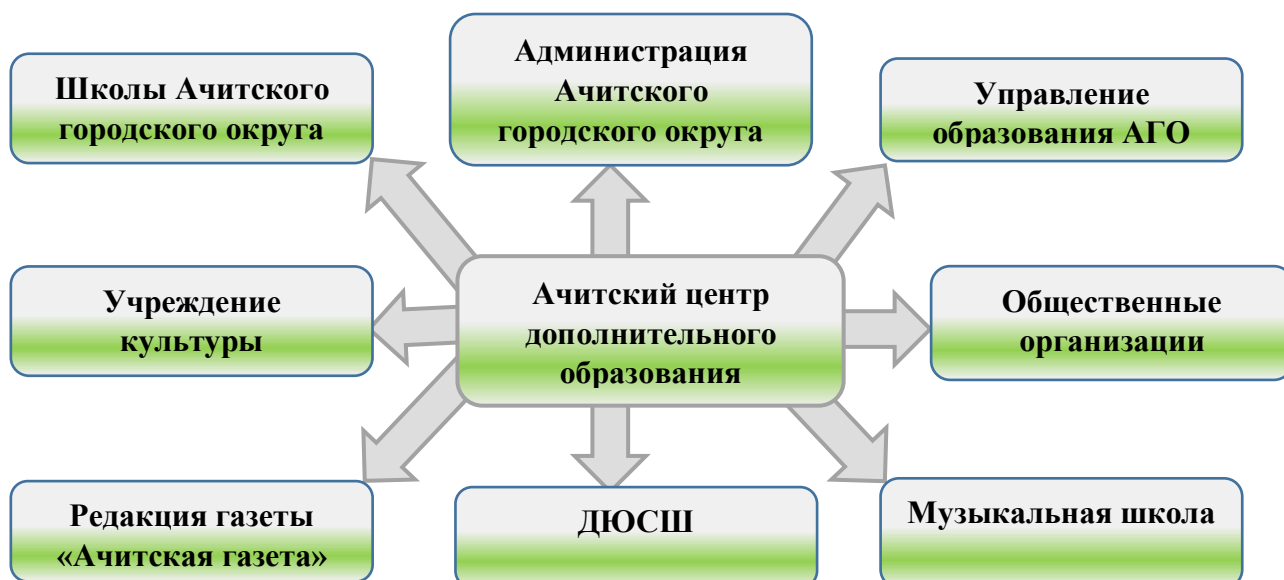 Школы Ачитского
городского округа
Администрация
Ачитского
городского округа
Управление
образования АГО
Учреждение
культуры
Ачитский центр
дополнительного
образования
Общественные
организации
Редакция газеты
«Ачитская газета»
ДЮСШ
Музыкальная школа